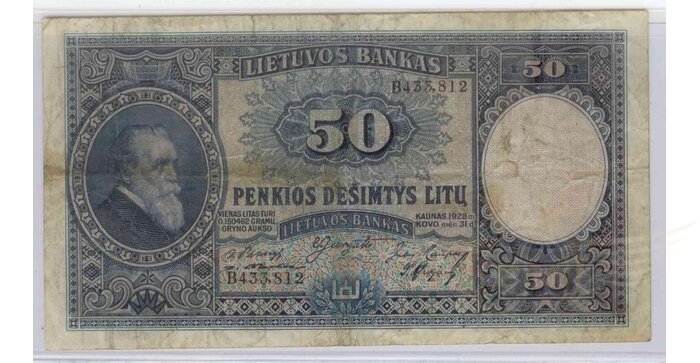 LIETUVOS BANKAS
50
B433,812
50
PENKIOS DEŠIMTYS LITŲ
VIENAS LITAS TURI
0,150462 GRAMŲ
GRYNO AUKSO
LIETUVOS BANKAS
KAUNAS 1928 m.
KOVO mėn. 31 d.
B433,812
50